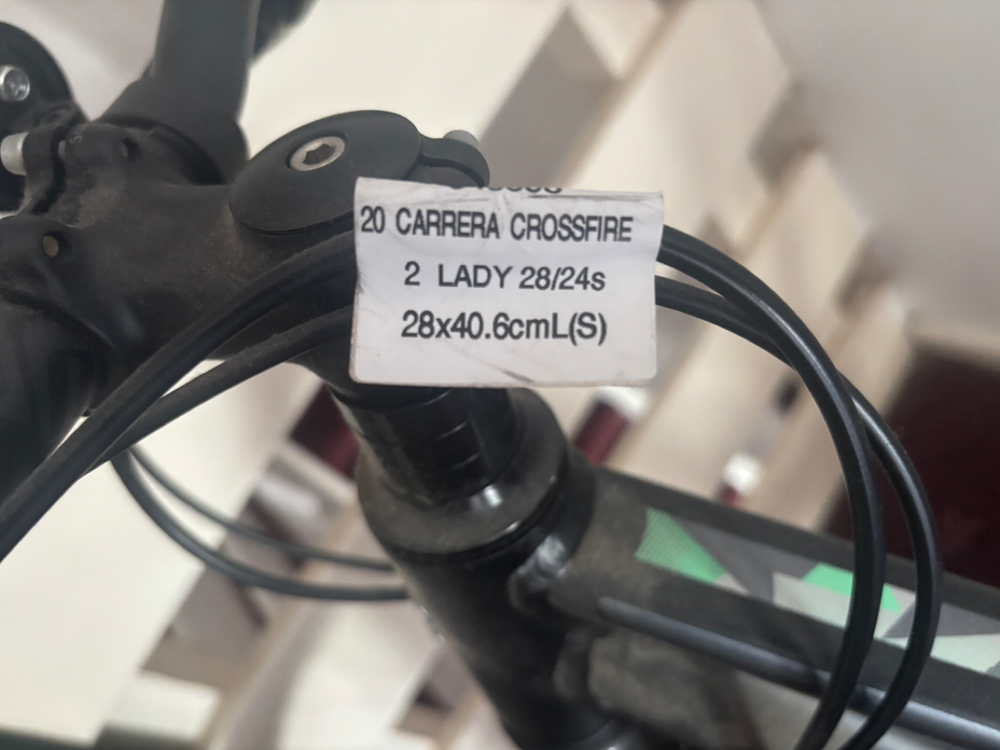 20 CARRERA CROSSFIRE
2 LADY 28/24s
28x40.6cmL(S)